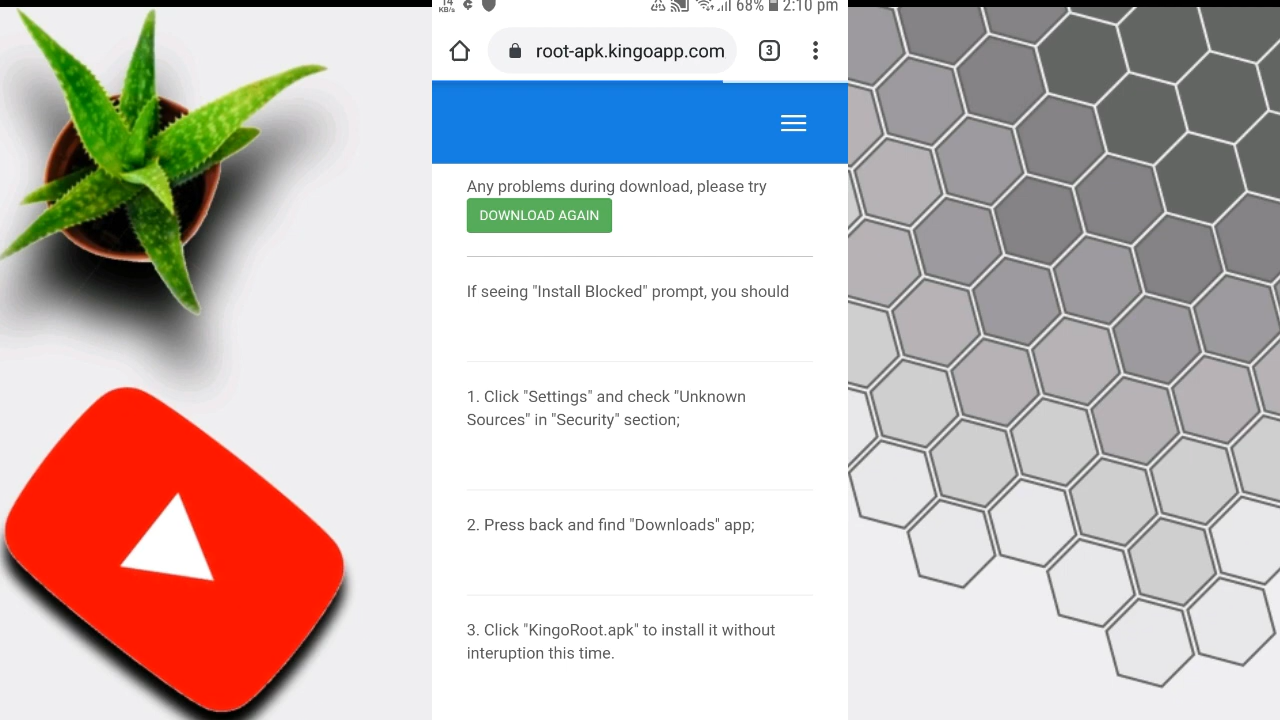 14
KB/s
68% 2:10 pm
root-apk.kingoapp.com
3
Any problems during download, please try
DOWNLOAD AGAIN
If seeing "Install Blocked" prompt, you should
1. Click "Settings" and check "Unknown
Sources" in "Security" section;
2. Press back and find "Downloads" app;
3. Click "KingoRoot.apk" to install it without
interuption this time.